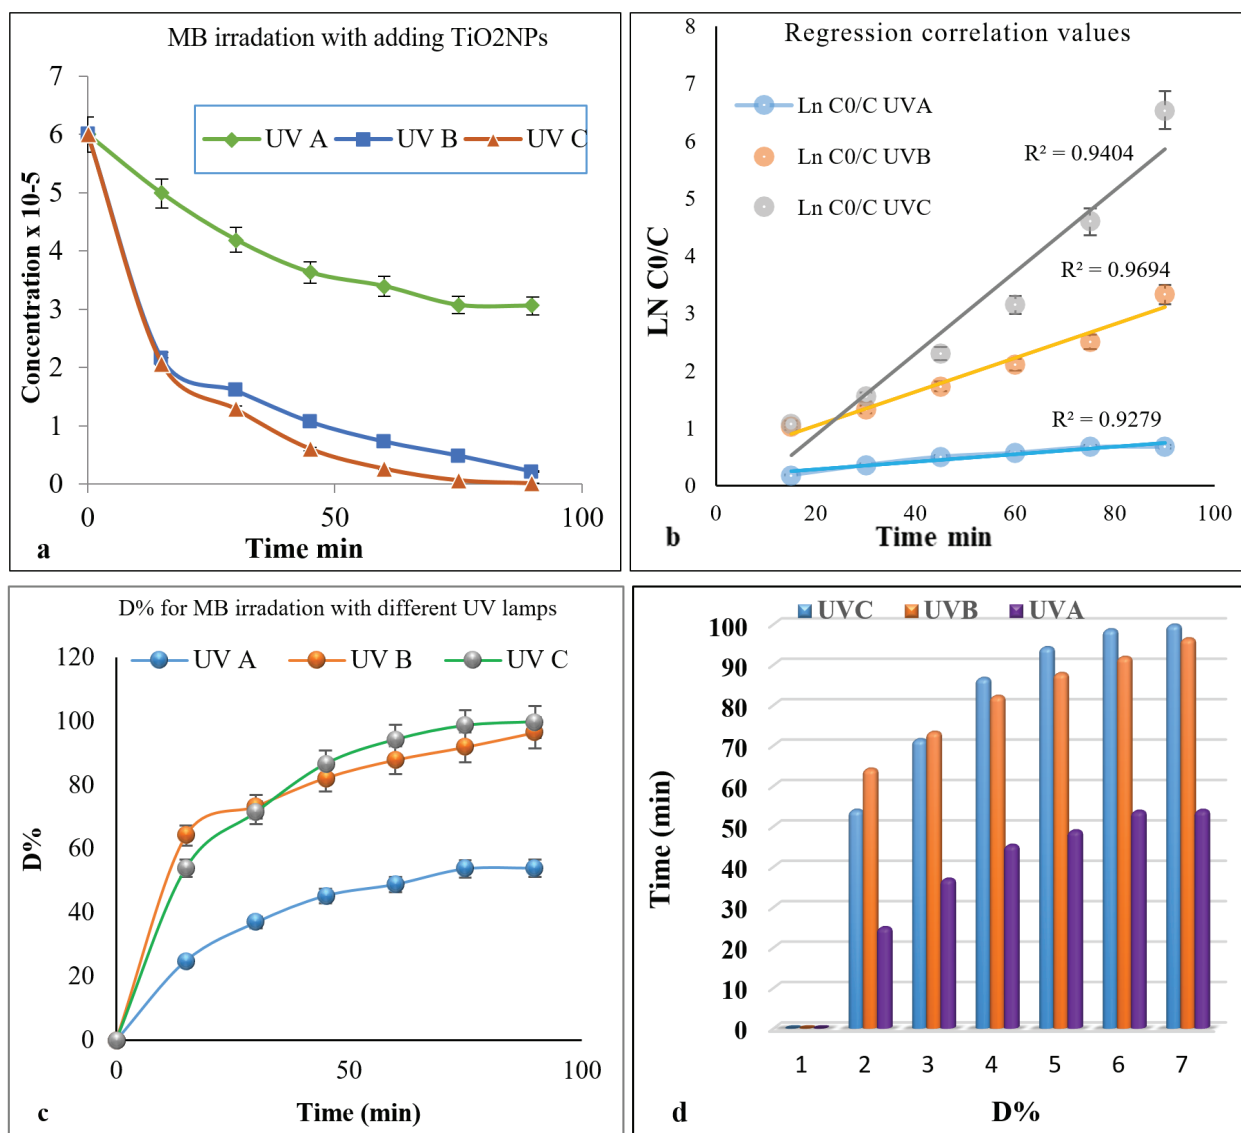 MB irradation with adding TiO2NPs
7
6
5
4
3
2
1
0
UV A UV B UV C
Concentration x 10-5
0 50 100
Time min
a
Regression correlation values
8
7
6
5
4
3
2
1
0
Ln C0/C UVA
Ln C0/C UVB
Ln C0/C UVC
R² = 0.9404
R² = 0.9694
R² = 0.9279
LN C0/C
0 20 40 60 80 100
Time min
b
D% for MB irradiation with different UV lamps
UV A UV B UV C
120
100
80
60
40
20
0
D%
0 50 100
Time (min)
c
UVC UVB UVA
100
90
80
70
60
50
40
30
20
10
0
Time (min)
1 2 3 4 5 6 7
D%
d